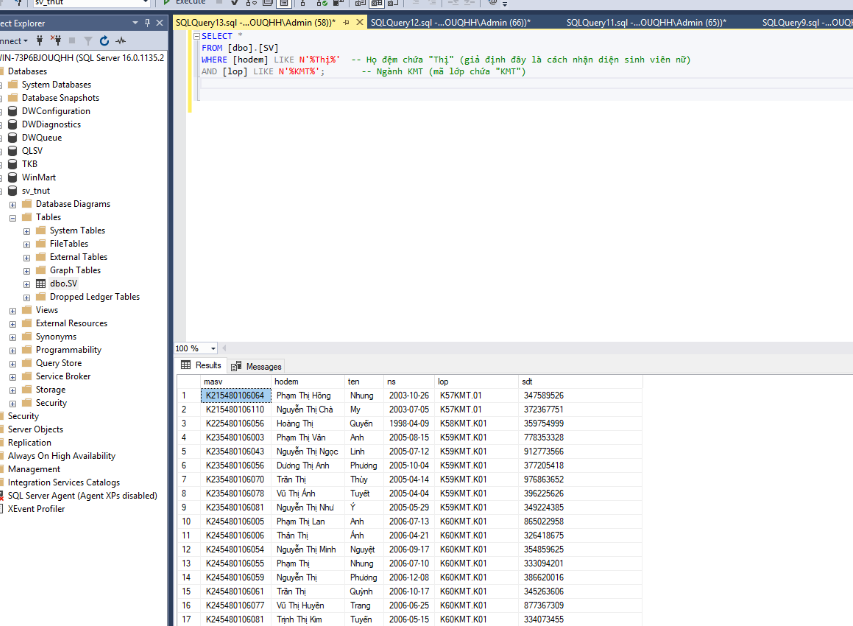 sv_tnut
Execute
ect Explorer
SQLQuery13.sql -...OUQHH\Admin (58))*
SQLQuery12.sql -...OUQHH\Admin (66))*
SQLQuery11.sql -...OUQHH\Admin (65))*
SQLQuery9.sql -...OUQH
nnect
WIN-73P6BJOUQHH (SQL Server 16.0.1135.2
Databases
System Databases
Database Snapshots
DWConfiguration
DWDiagnostics
DWQueue
QLSV
TKB
WinMart
sv_tnut
Database Diagrams
Tables
System Tables
FileTables
External Tables
Graph Tables
dbo.SV
Dropped Ledger Tables
Views
External Resources
Synonyms
Programmability
Query Store
Service Broker
Storage
Security
Security
Server Objects
Replication
Always On High Availability
Management
Integration Services Catalogs
SQL Server Agent (Agent XPs disabled)
XEvent Profiler
SELECT *
FROM [dbo].[SV]
WHERE [hodem] LIKE N'%Thị%' -- Họ đệm chứa "Thị" (giả định đây là cách nhận diện sinh viên nữ)
AND [lop] LIKE N'%KMT%'; -- Ngành KMT (mã lớp chứa "KMT")
100 %
Results Messages
masv hodem ten ns lop sdt
1 K215480106064 Phạm Thị Hồng Nhung 2003-10-26 K57KMT.01 347589526
2 K215480106110 Nguyễn Thị Chà My 2003-07-05 K57KMT.01 372367751
3 K225480106056 Hoàng Thị Quyên 1998-04-09 K58KMT.K01 359754999
4 K235480106003 Phạm Thị Vân Anh 2005-08-15 K59KMT.K01 778353328
5 K235480106043 Nguyễn Thị Ngọc Linh 2005-07-12 K59KMT.K01 912773566
6 K235480106056 Dương Thị Anh Phương 2005-10-04 K59KMT.K01 377205418
7 K235480106070 Trần Thị Thùy 2005-04-14 K59KMT.K01 976863652
8 K235480106078 Vũ Thị Ánh Tuyết 2005-04-04 K59KMT.K01 396225626
9 K235480106081 Nguyễn Thị Như Ý 2005-05-29 K59KMT.K01 349224385
10 K245480106005 Phạm Thị Lan Anh 2006-07-13 K60KMT.K01 865022958
11 K245480106006 Thân Thị Ánh 2006-04-21 K60KMT.K01 326418675
12 K245480106054 Nguyễn Thị Minh Nguyệt 2006-09-17 K60KMT.K01 354859625
13 K245480106055 Phạm Thị Nhung 2006-07-10 K60KMT.K01 333094201
14 K245480106059 Nguyễn Thị Phương 2006-12-08 K60KMT.K01 386620016
15 K245480106061 Trần Thị Quỳnh 2006-10-17 K60KMT.K01 345263606
16 K245480106077 Vũ Thị Huyền Trang 2006-06-25 K60KMT.K01 877367309
17 K245480106081 Trịnh Thị Kim Tuyến 2006-05-15 K60KMT.K01 334073455